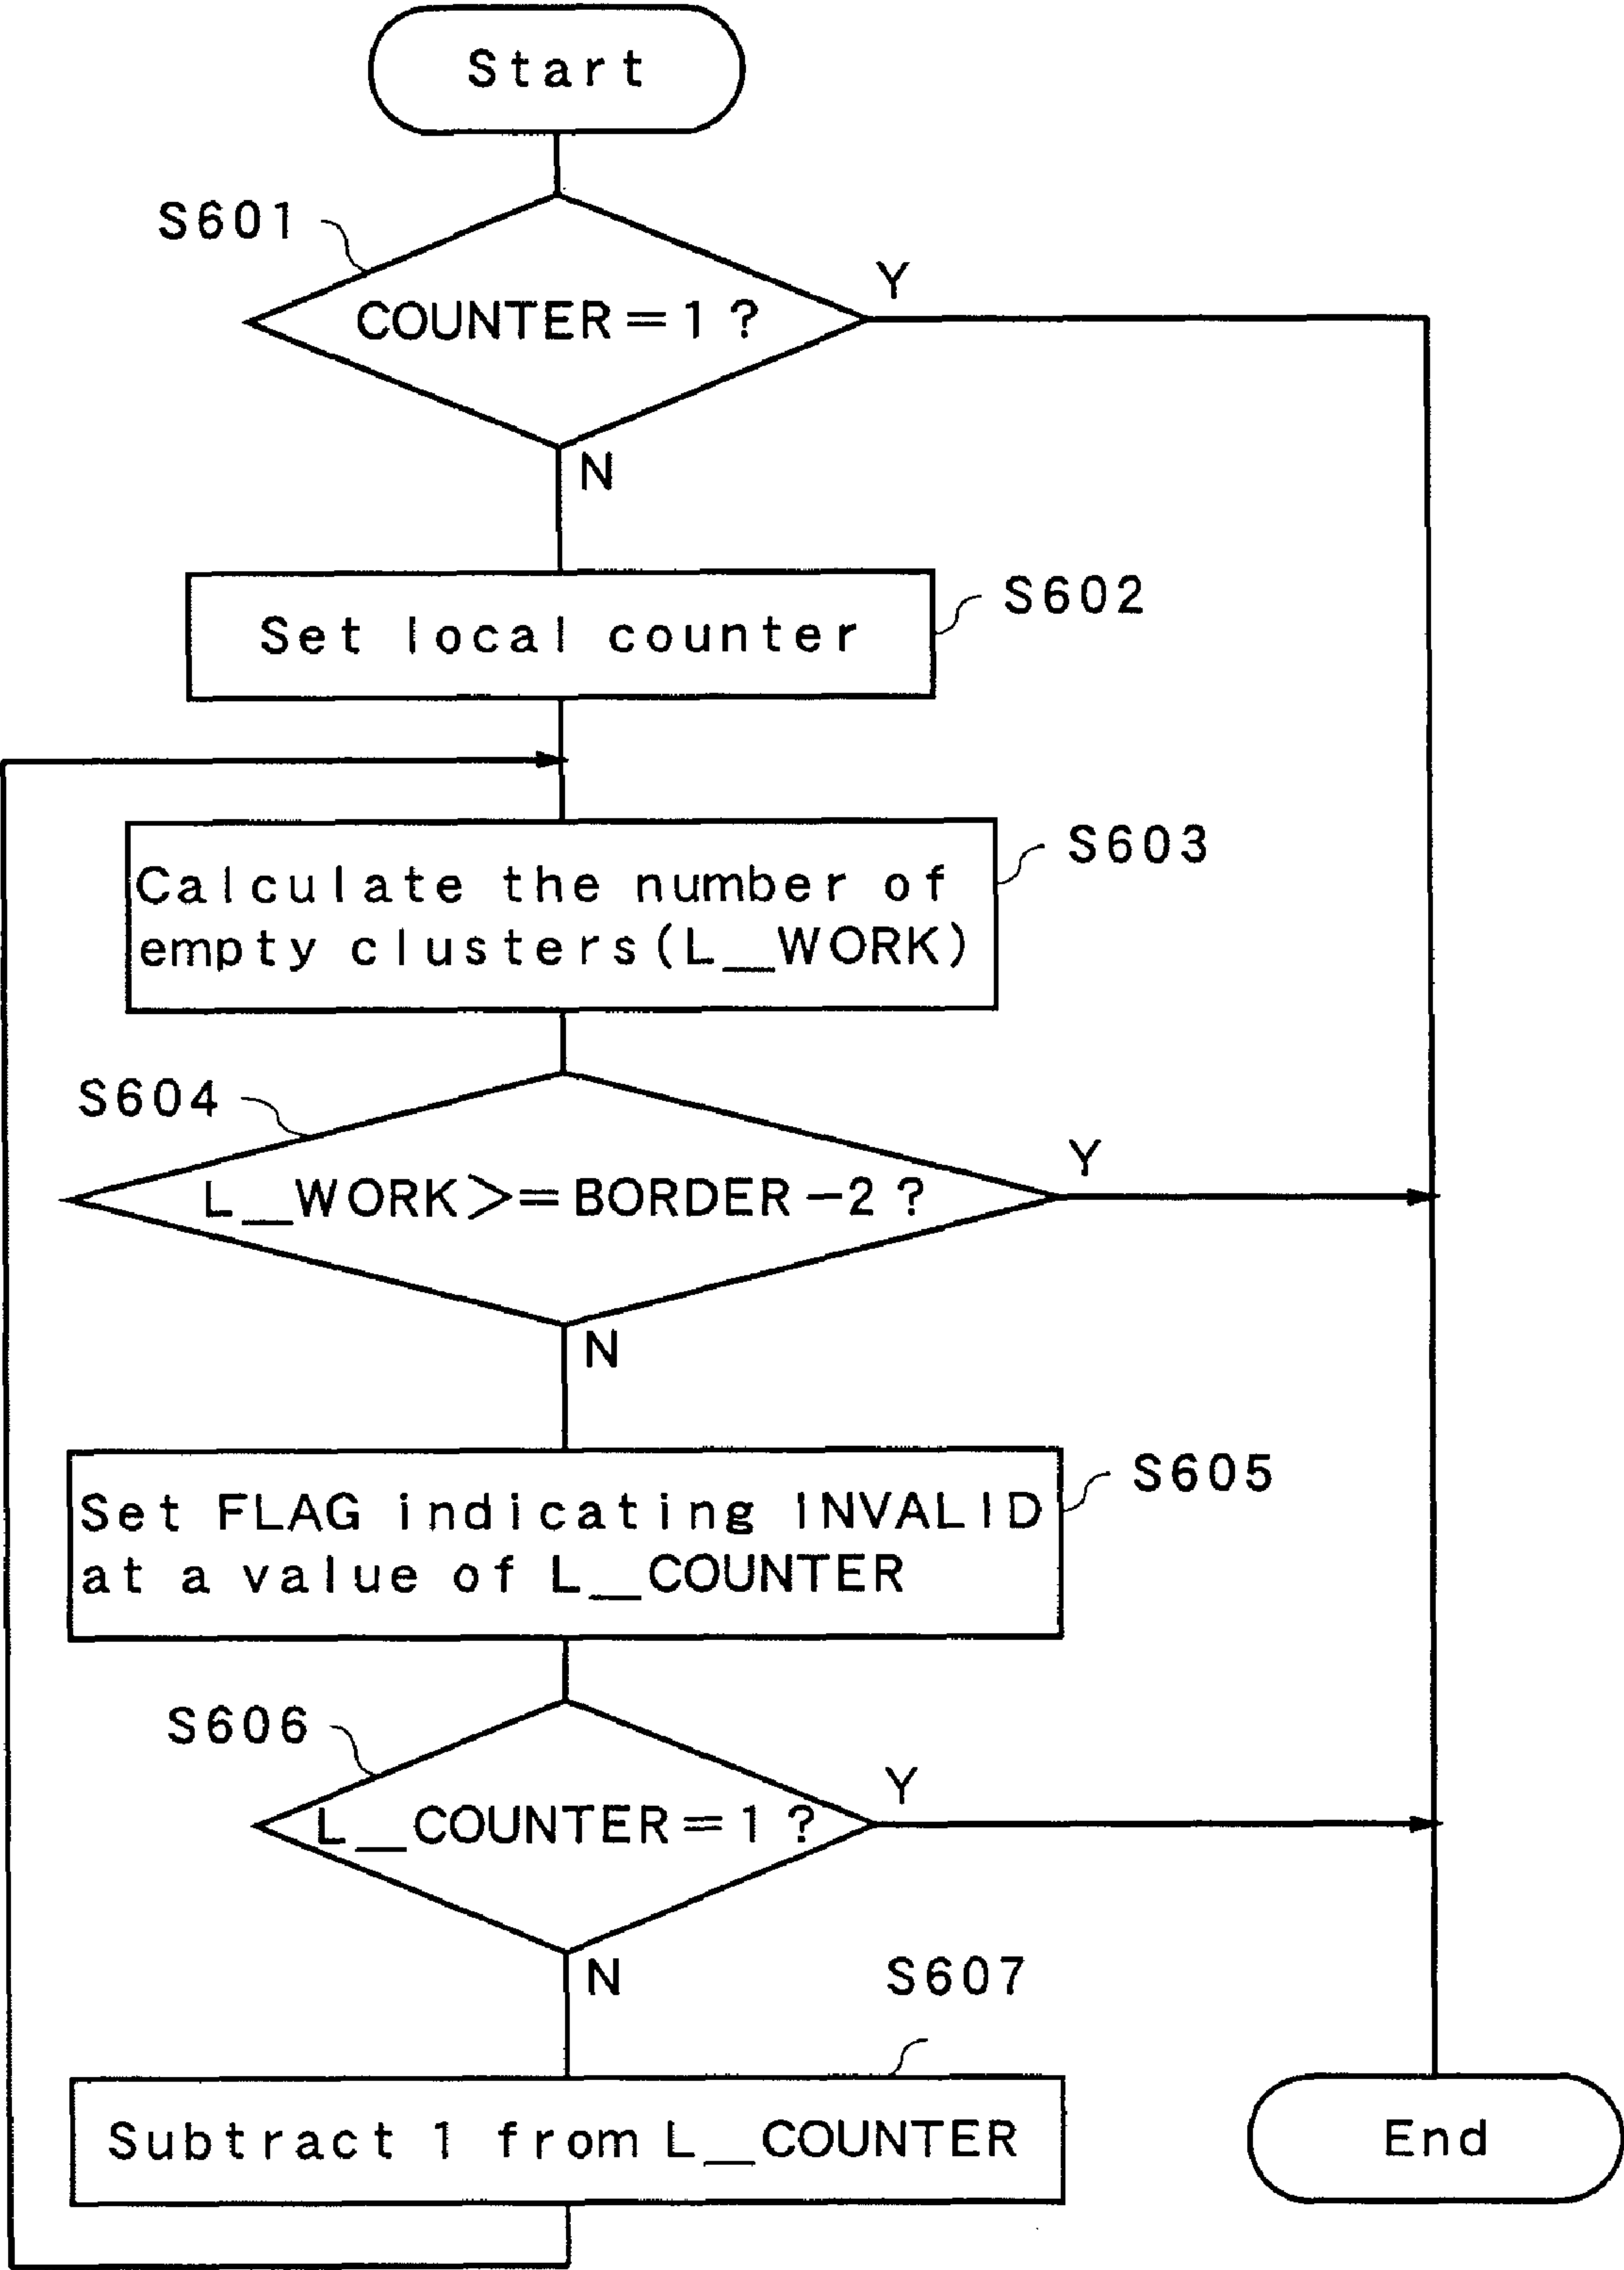 Start
S601
COUNTER=1?
Y
N
Set local counter
S602
Calculate the number of
empty clusters(L_WORK)
S603
S604
L_WORK>=BORDER-2?
Y
N
Set FLAG indicating INVALID
at a value of L_COUNTER
S605
S606
L_COUNTER=1?
Y
N
S607
Subtract 1 from L_COUNTER
End